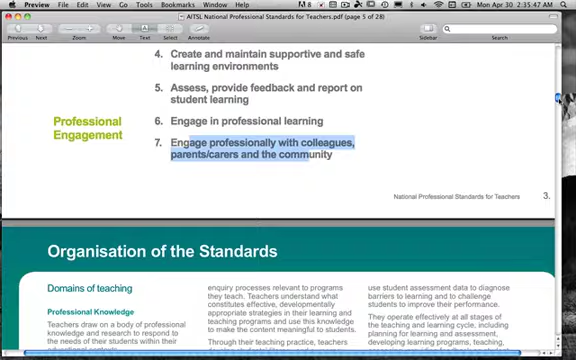 Preview File Edit View Go Tools Bookmarks Window Help
Mon Apr 30 2:35:47 AM
AITSL National Professional Standards for Teachers.pdf (page 5 of 28)
Previous Next Zoom Move Text Select Annotate Sidebar Search
4. Create and maintain supportive and safe
learning environments
5. Assess, provide feedback and report on
student learning
Professional
Engagement
6. Engage in professional learning
7. Engage professionally with colleagues,
parents/carers and the community
National Professional Standards for Teachers 3.
Organisation of the Standards
Domains of teaching
Professional Knowledge
Teachers draw on a body of professional
knowledge and research to respond to
the needs of their students within their
enquiry processes relevant to programs
they teach. Teachers understand what
constitutes effective, developmentally
appropriate strategies in their learning and
teaching programs and use this knowledge
to make the content meaningful to students.
Through their teaching practice, teachers
use student assessment data to diagnose
barriers to learning and to challenge
students to improve their performance.
They operate effectively at all stages of
the teaching and learning cycle, including
planning for learning and assessment,
developing learning programs, teaching,